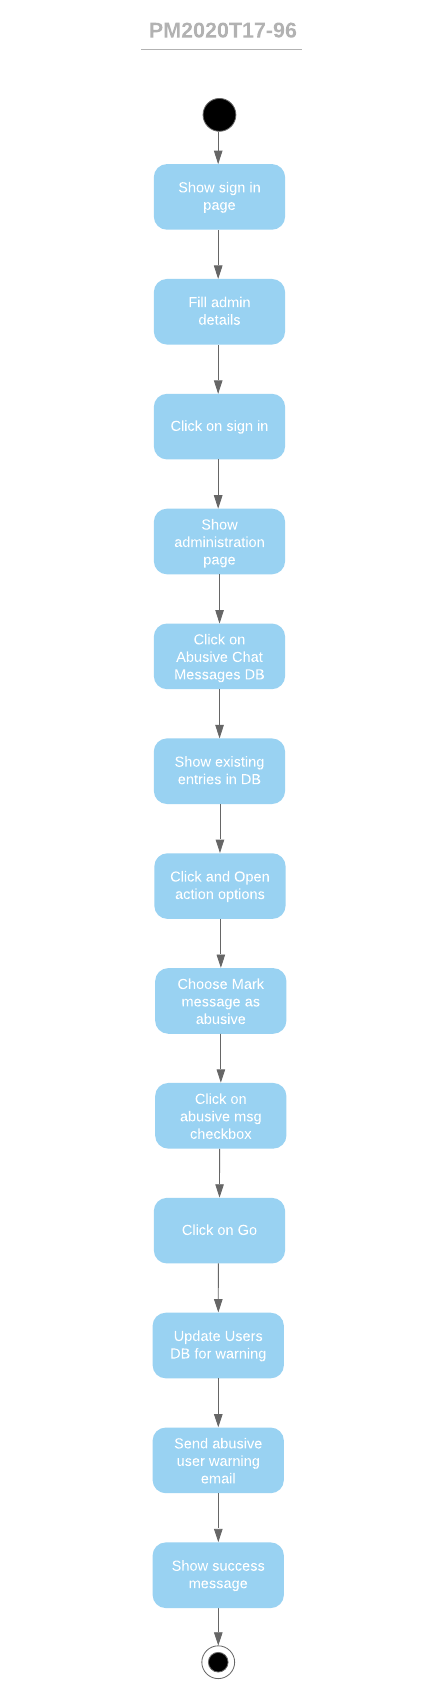 PM2020T17-96
Show sign in
page
Fill admin
details
Click on sign in
Show
administration
page
Click on
Abusive Chat
Messages DB
Show existing
entries in DB
Click and Open
action options
Choose Mark
message as
abusive
Click on
abusive msg
checkbox
Click on Go
Update Users
DB for warning
Send abusive
user warning
email
Show success
message